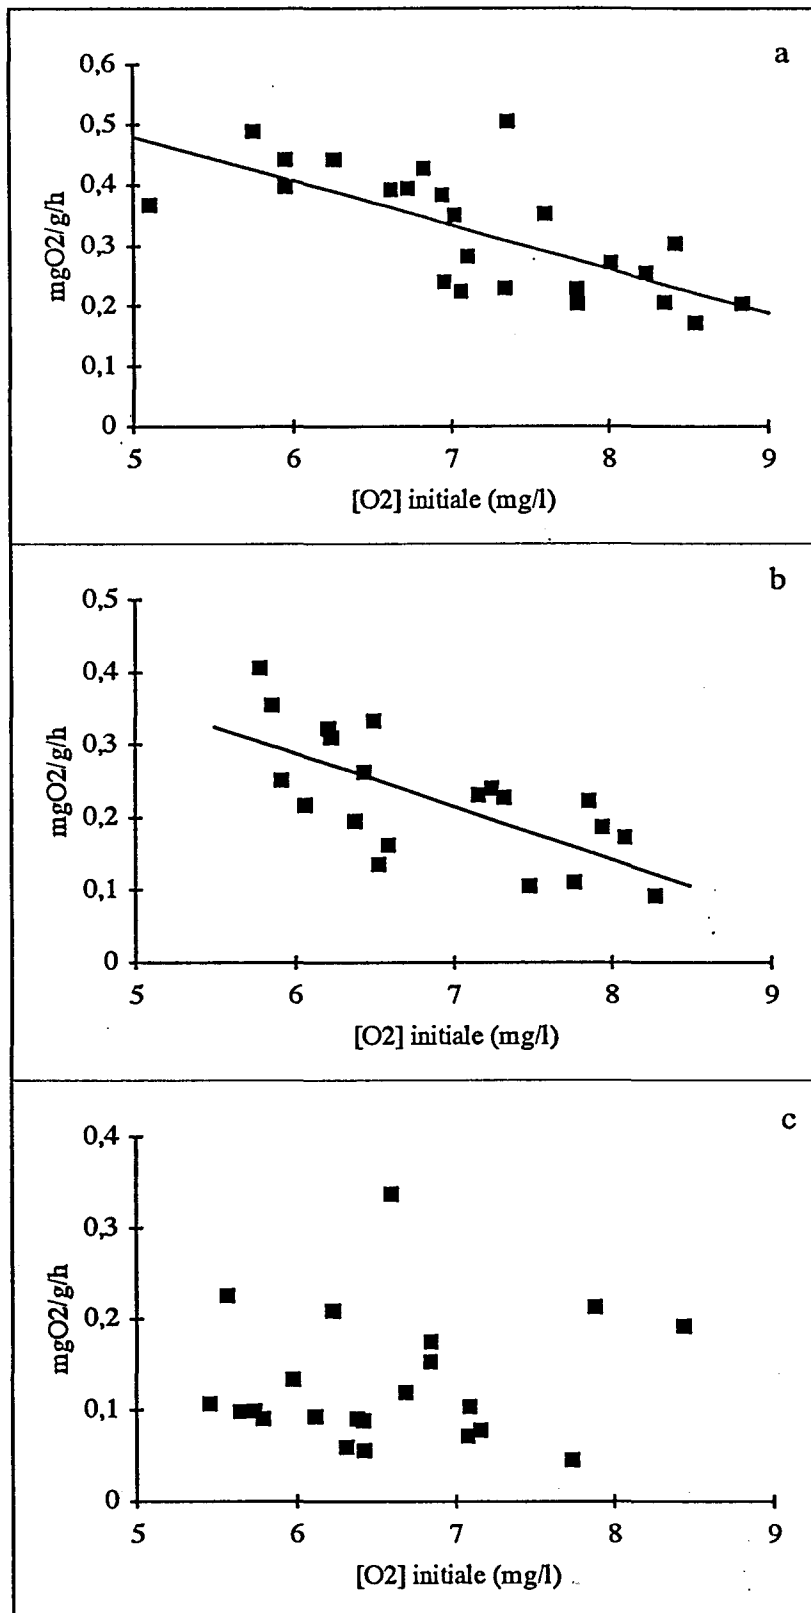 a
0,6
0,5
0,4
0,3
0,2
0,1
0
mgO2/g/h
5 6 7 8 9
[O2] initiale (mg/l)
b
0,5
0,4
0,3
0,2
0,1
0
mgO2/g/h
5 6 7 8 9
[O2] initiale (mg/l)
c
0,4
0,3
0,2
0,1
0
mgO2/g/h
5 6 7 8 9
[O2] initiale (mg/l)